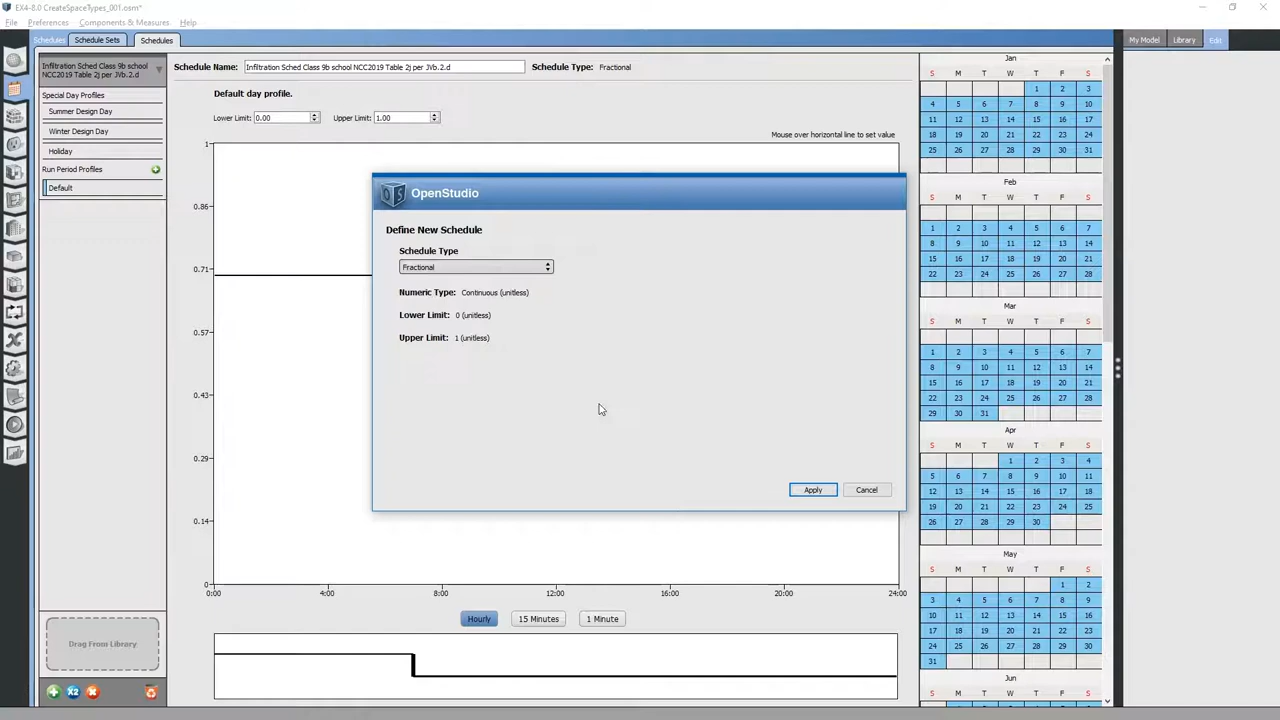 EX4-8.0 CreateSpaceTypes_001.osm*
File Preferences Components & Measures Help
Schedules Schedule Sets Schedules My Model Library Edit
Infiltration Sched Class 9b school NCC2019 Table 2j per JVb.2.d
Special Day Profiles
Summer Design Day
Winter Design Day
Holiday
Run Period Profiles
Default
Drag From Library
X2
Schedule Name: Infiltration Sched Class 9b school NCC2019 Table 2j per JVb.2.d Schedule Type: Fractional
Default day profile.
Lower Limit: 0.00 Upper Limit: 1.00
Mouse over horizontal line to set value
1
0.86
0.71
0.57
0.43
0.29
0.14
0
0:00 4:00 8:00 12:00 16:00 20:00 24:00
Hourly 15 Minutes 1 Minute
OS OpenStudio
Define New Schedule
Schedule Type
Fractional
Numeric Type: Continuous (unitless)
Lower Limit: 0 (unitless)
Upper Limit: 1 (unitless)
Apply Cancel
Jan
S M T W T F S
1 2 3
4 5 6 7 8 9 10
11 12 13 14 15 16 17
18 19 20 21 22 23 24
25 26 27 28 29 30 31
Feb
S M T W T F S
1 2 3 4 5 6 7
8 9 10 11 12 13 14
15 16 17 18 19 20 21
22 23 24 25 26 27 28
Mar
S M T W T F S
1 2 3 4 5 6 7
8 9 10 11 12 13 14
15 16 17 18 19 20 21
22 23 24 25 26 27 28
29 30 31
Apr
S M T W T F S
1 2 3 4
5 6 7 8 9 10 11
12 13 14 15 16 17 18
19 20 21 22 23 24 25
26 27 28 29 30
May
S M T W T F S
1 2
3 4 5 6 7 8 9
10 11 12 13 14 15 16
17 18 19 20 21 22 23
24 25 26 27 28 29 30
31
Jun
S M T W T F S